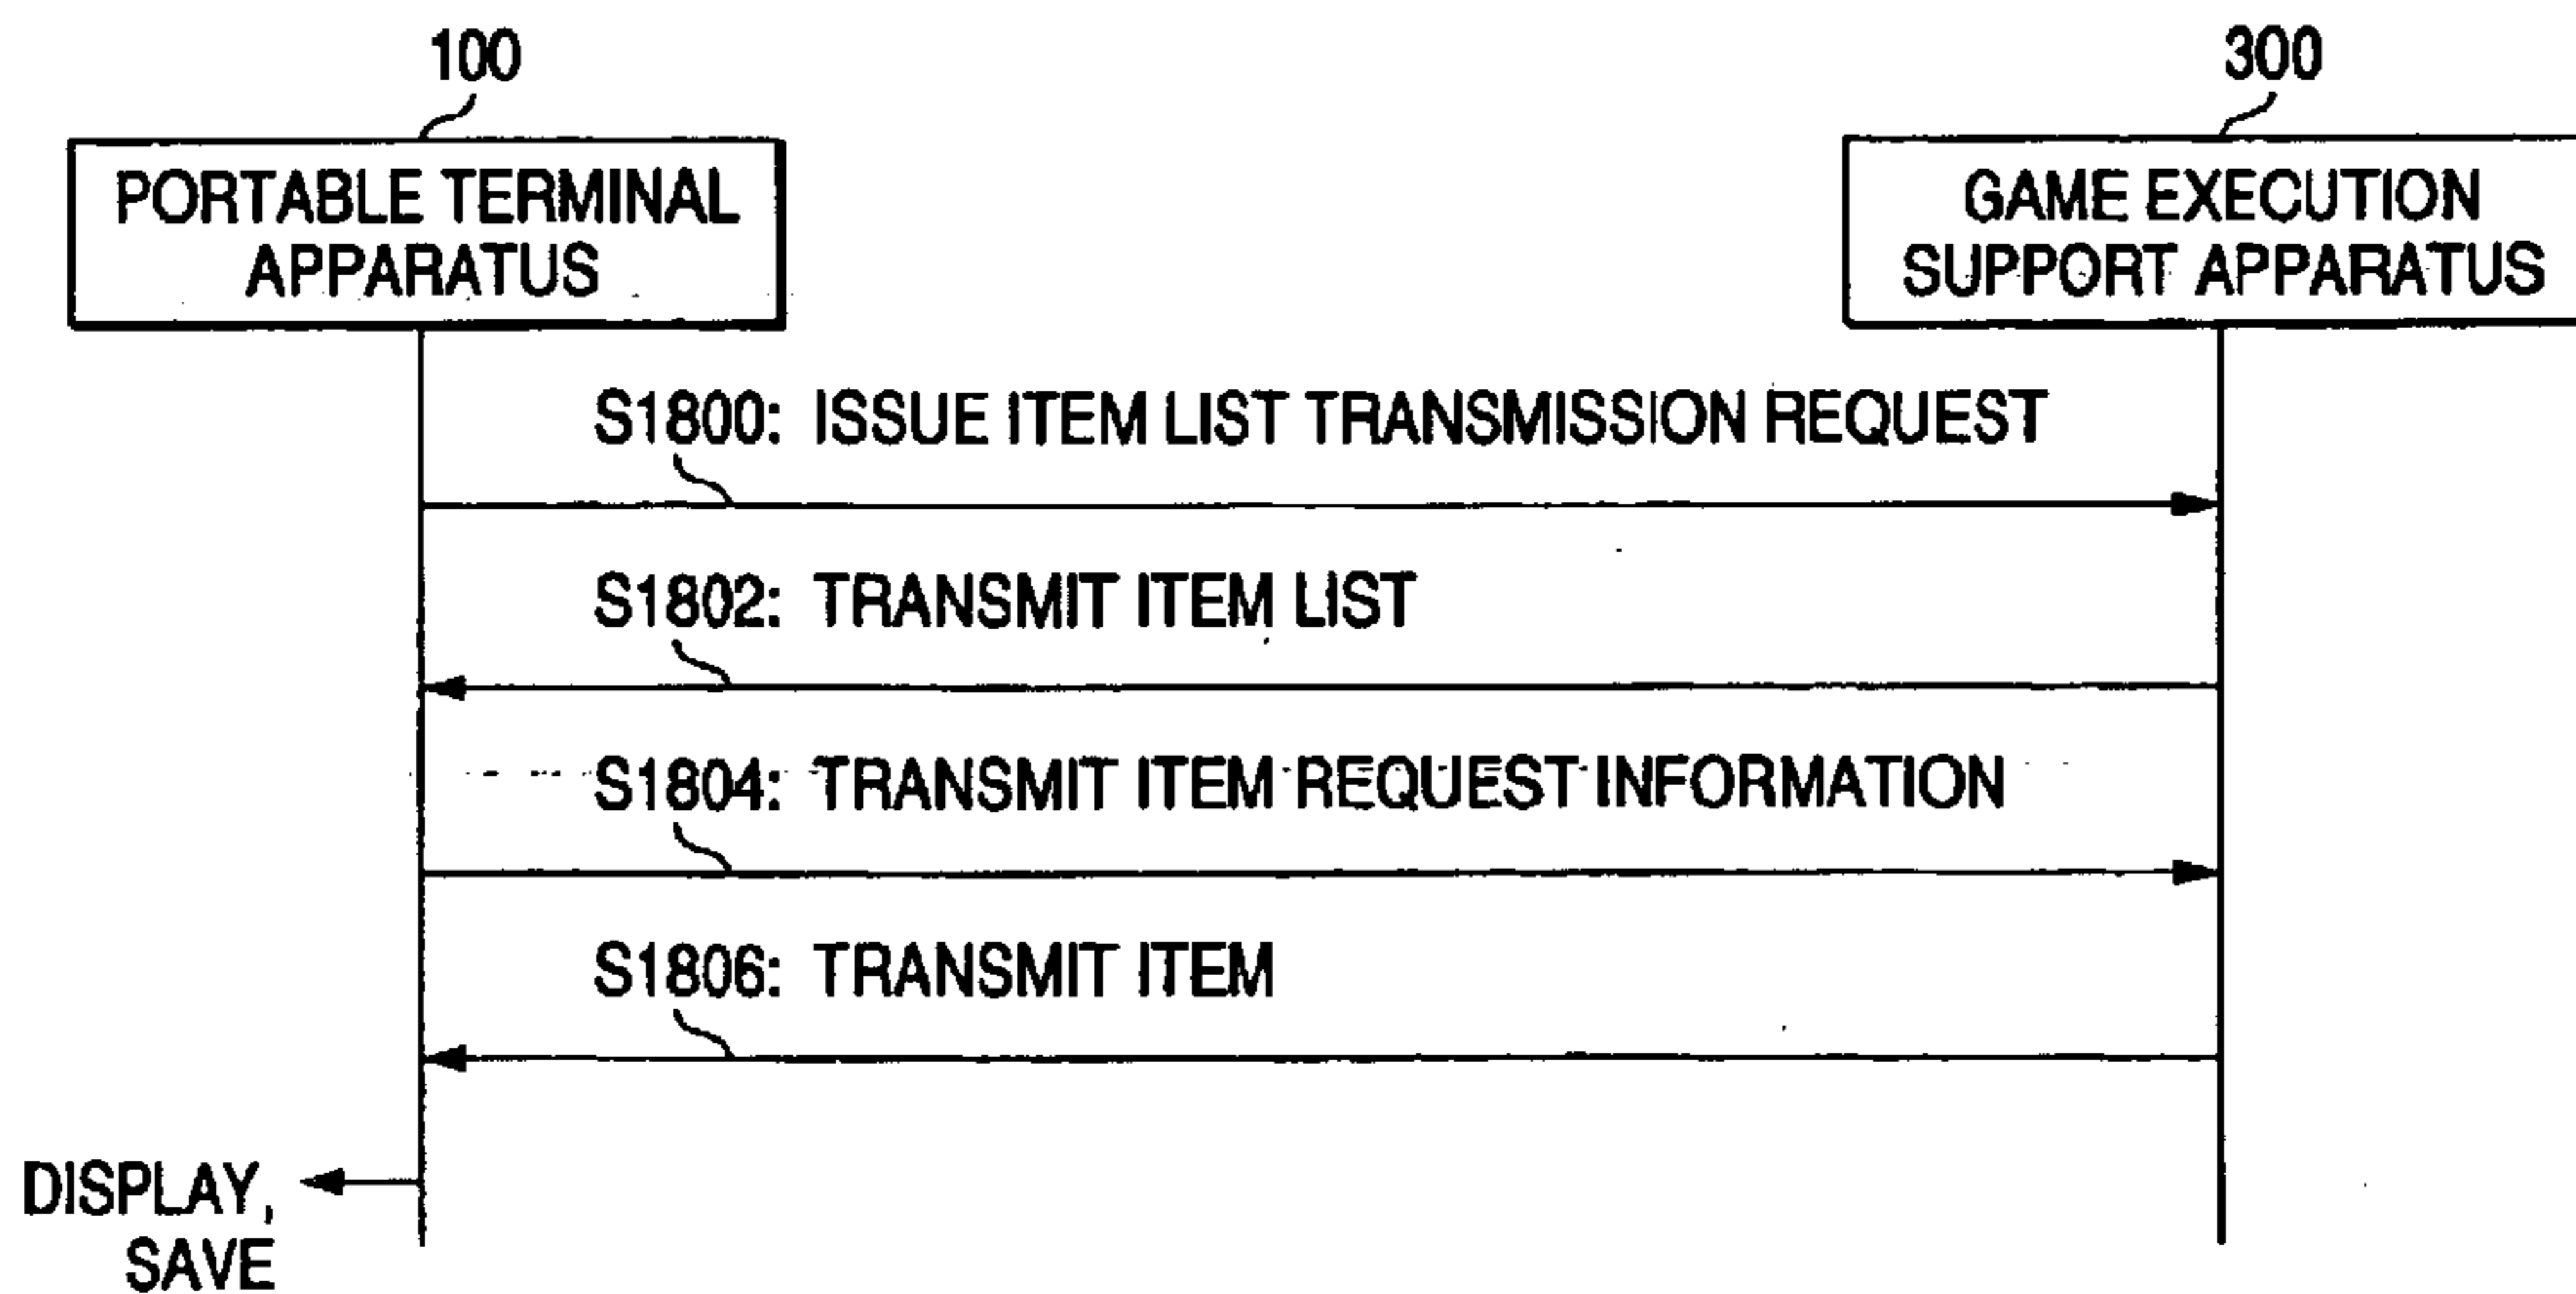 100
300
PORTABLE TERMINAL
APPARATUS
GAME EXECUTION
SUPPORT APPARATUS
S1800: ISSUE ITEM LIST TRANSMISSION REQUEST
S1802: TRANSMIT ITEM LIST
S1804: TRANSMIT ITEM REQUEST INFORMATION
S1806: TRANSMIT ITEM
DISPLAY,
SAVE